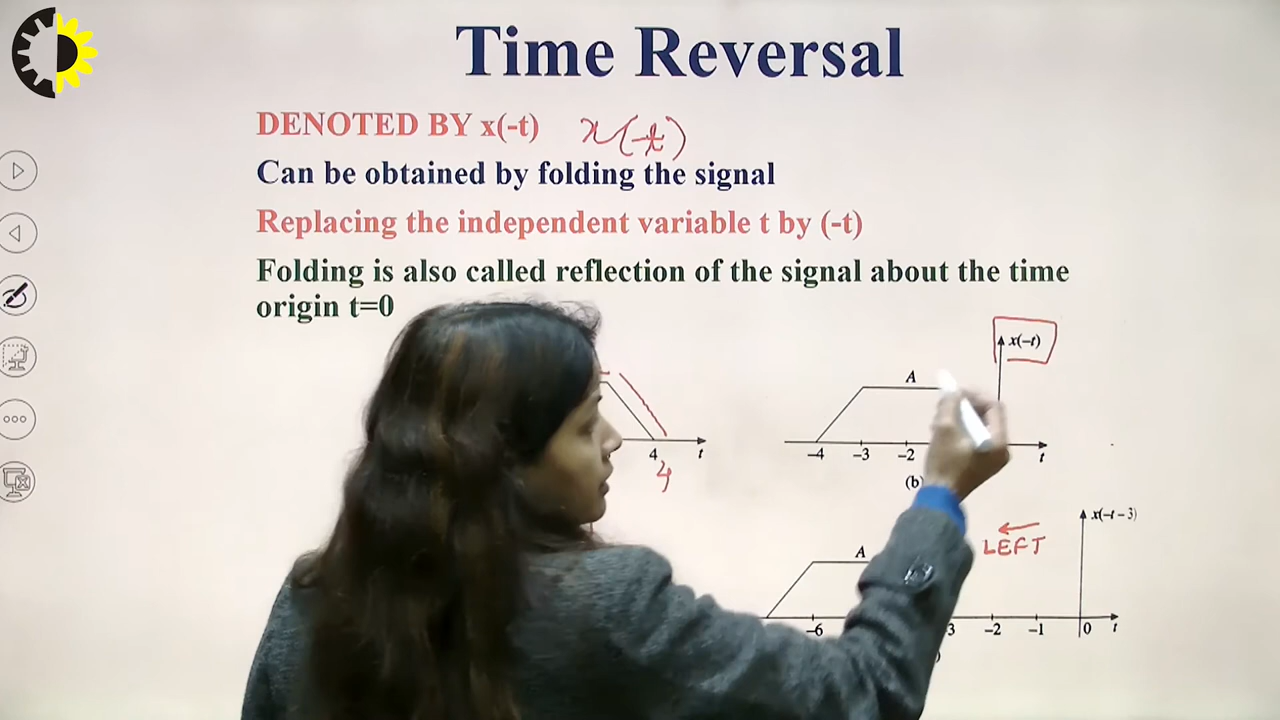 Time Reversal
DENOTED BY x(-t) x(-t)
Can be obtained by folding the signal
Replacing the independent variable t by (-t)
Folding is also called reflection of the signal about the time
origin t=0
x(-t)
A
4 t
-4 -3 -2 t
4
(b)
x(-t-3)
LEFT
A
-6 3 -2 -1 0 t